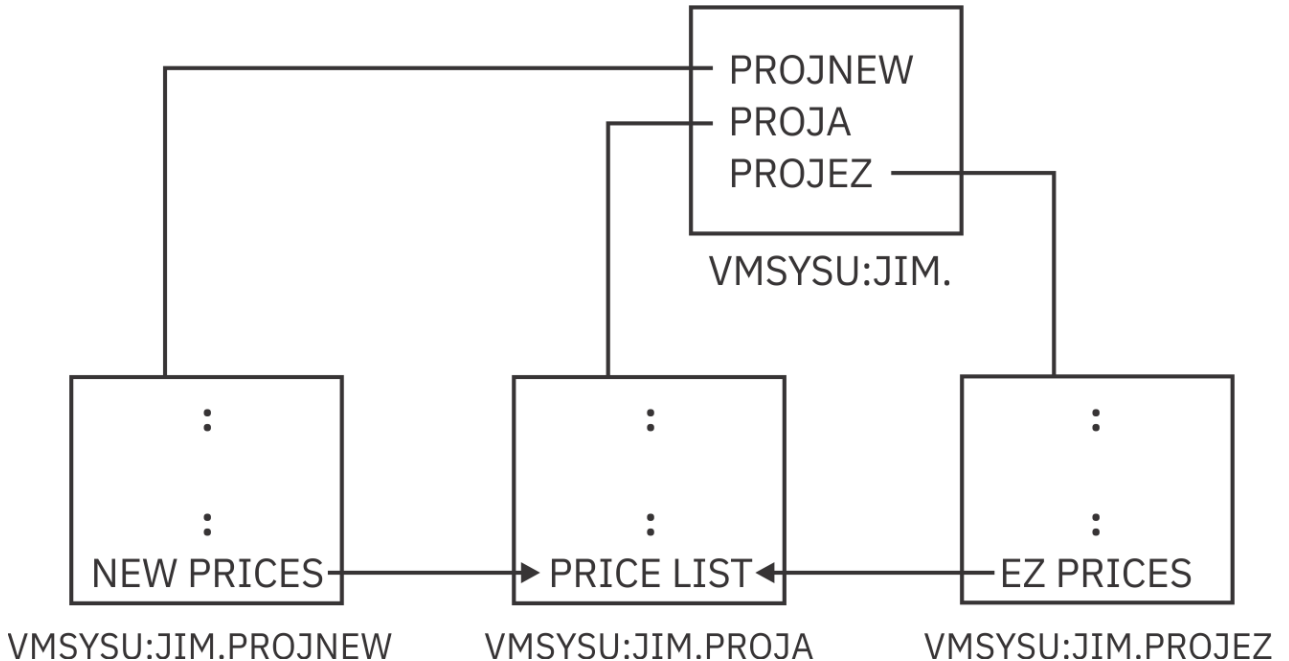 PROJNEW
PROJA
PROJEZ
VMSYSU:JIM.
:
:
:
:
:
:
NEW PRICES
PRICE LIST
EZ PRICES
VMSYSU:JIM.PROJNEW
VMSYSU:JIM.PROJA
VMSYSU:JIM.PROJEZ